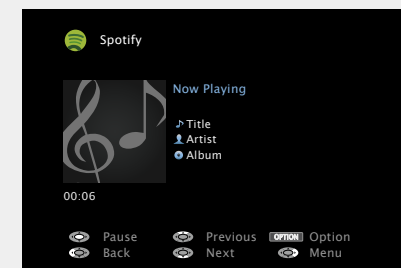 Spotify
Now Playing
Title
Artist
Album
00:06
Pause Previous OPTION Option
Back Next Menu